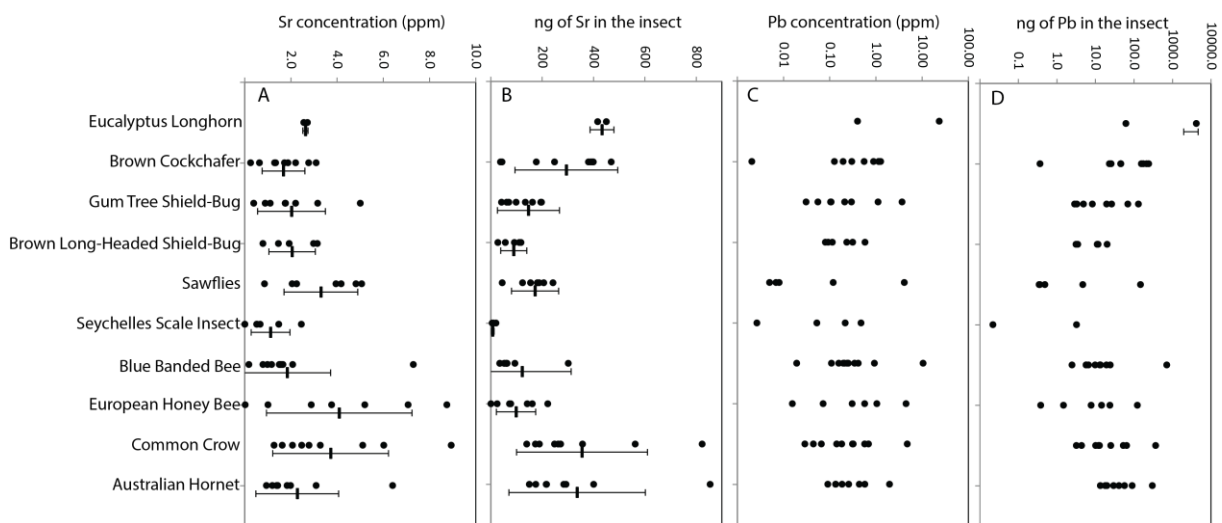 Sr concentration (ppm)
ng of Sr in the insect
Pb concentration (ppm)
ng of Pb in the insect
2.0 4.0 6.0 8.0 10.0
200 400 600 800
0.01 0.10 1.00 10.00 100.00
0.1 1.0 10.0 100.0 1000.0 10000.0
A B C D
Eucalyptus Longhorn
Brown Cockchafer
Gum Tree Shield-Bug
Brown Long-Headed Shield-Bug
Sawflies
Seychelles Scale Insect
Blue Banded Bee
European Honey Bee
Common Crow
Australian Hornet